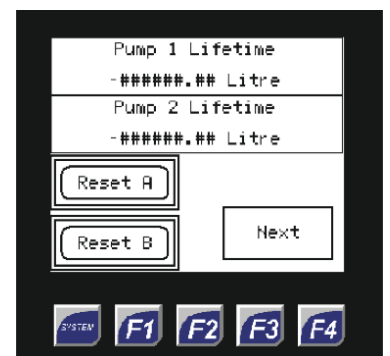 Pump 1 Lifetime
-######.## Litre
Pump 2 Lifetime
-######.## Litre
Reset A
Reset B
Next
SYSTEM
F1
F2
F3
F4